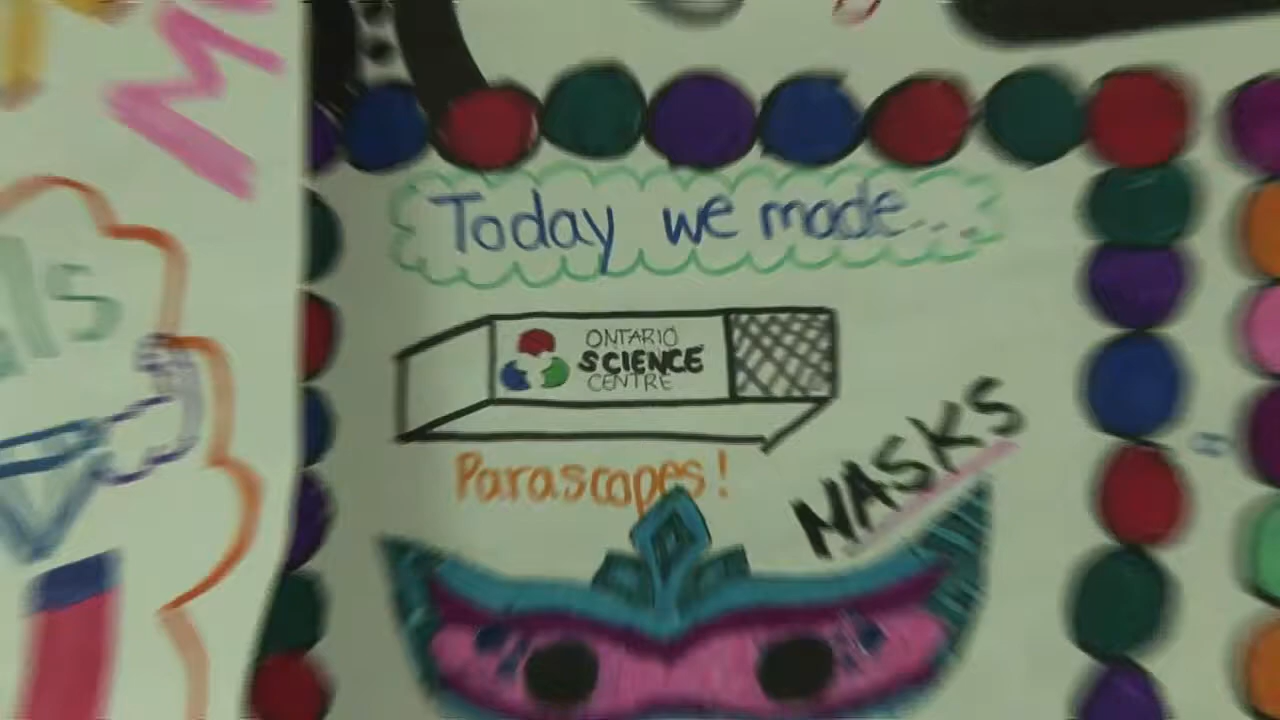 Today we made...
ONTARIO
SCIENCE
CENTRE
Parascopes!
MASKS